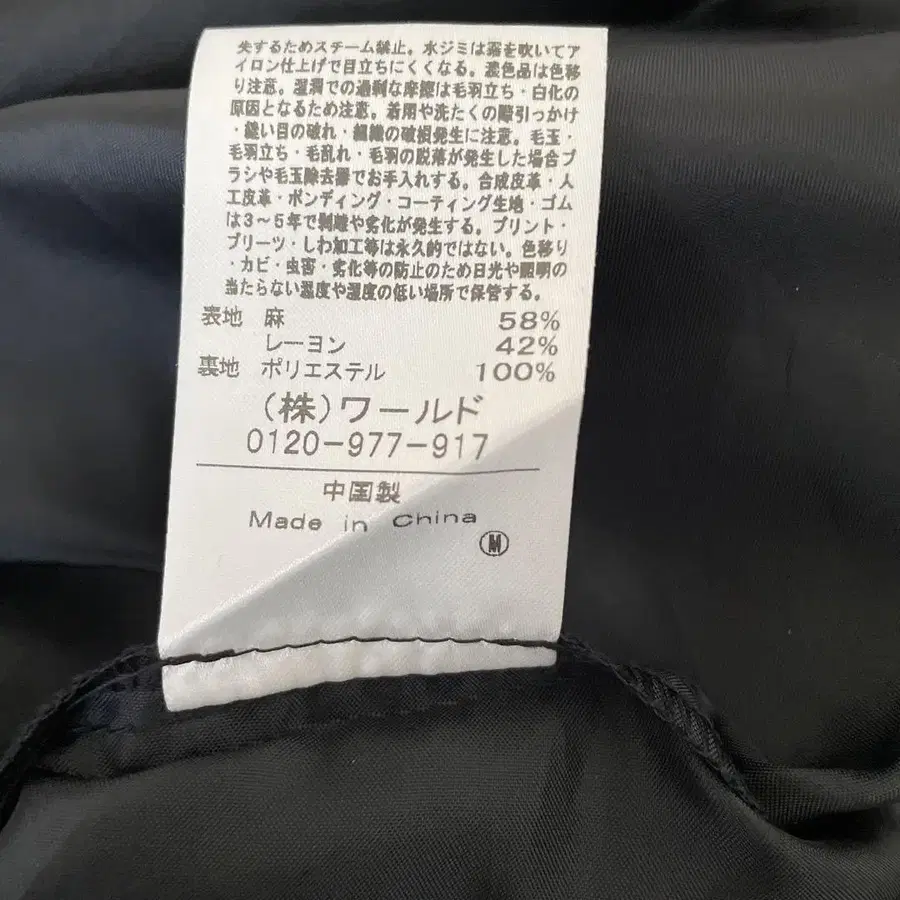 失するためスチーム禁止。水ジミは霧を吹いてア
イロン仕上げで目立ちにくくなる。濃色品は色移
り注意。湿潤での過剰な摩擦は毛羽立ち・白化の
原因となるため注意。着用や洗たくの際引っかけ
・縫い目の破れ・組織の破損発生に注意。毛玉・
毛羽立ち・毛乱れ・毛羽の脱落が発生した場合ブ
ラシや毛玉除去器でお手入れする。合成皮革・人
工皮革・ボンディング・コーティング生地・ゴム
は3～5年で剥離や劣化が発生する。プリント・
プリーツ・しわ加工等は永久的ではない。色移り
・カビ・虫害・劣化等の防止のため日光や照明の
当たらない温度や湿度の低い場所で保管する。
表地 麻 58%
レーヨン 42%
裏地 ポリエステル 100%
(株)ワールド
0120-977-917
中国製
Made in China
M